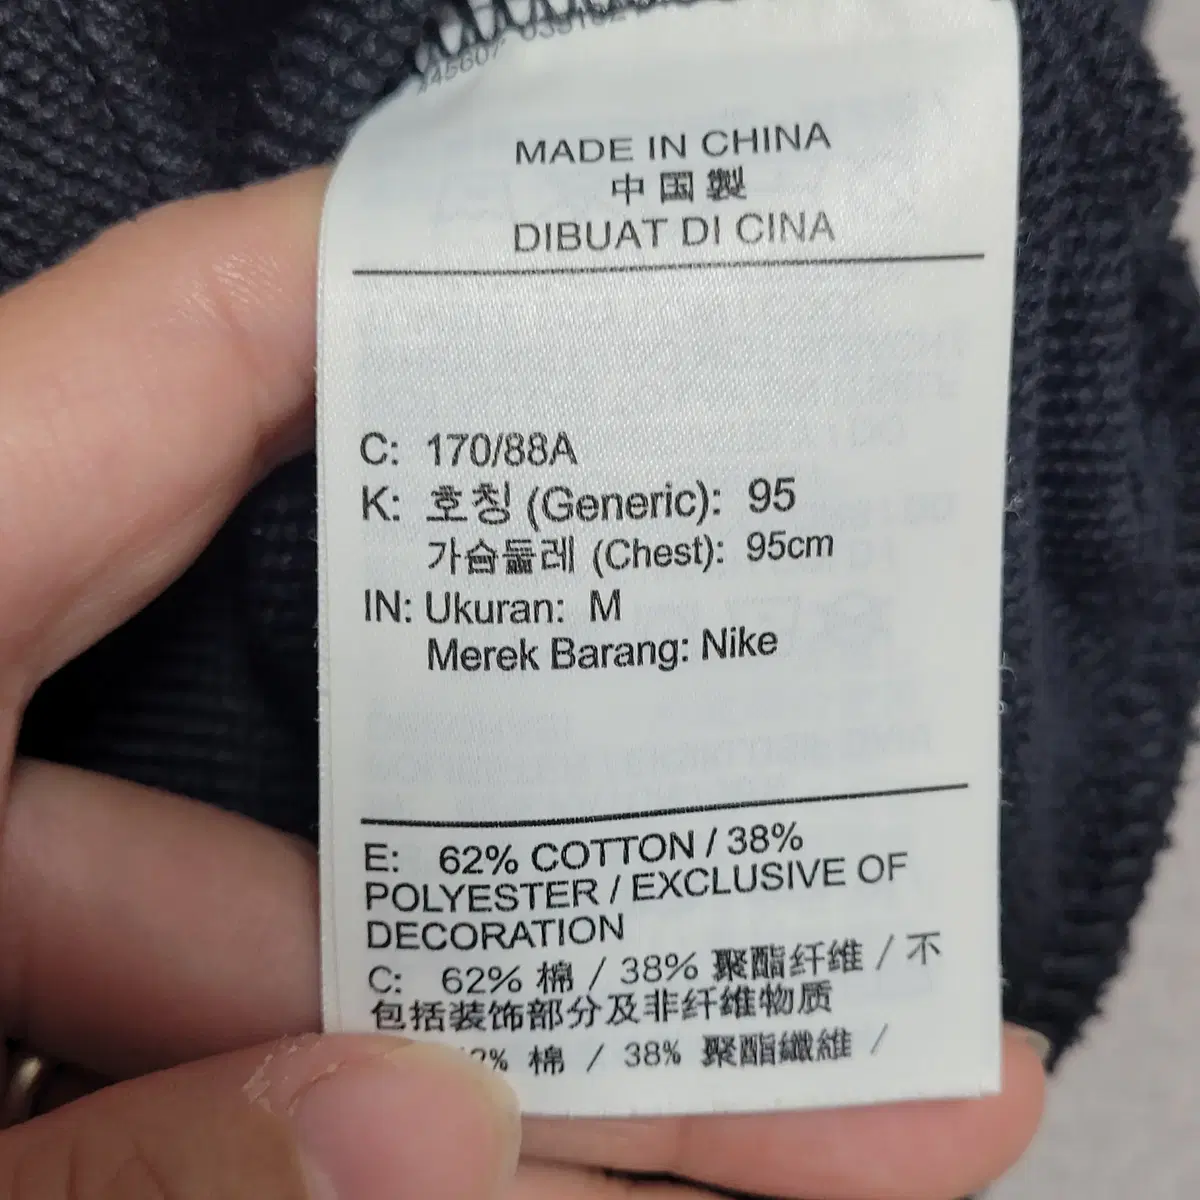 MADE IN CHINA
中国製
DIBUAT DI CINA
C: 170/88A
K: 호칭 (Generic): 95
가슴둘레 (Chest): 95cm
IN: Ukuran: M
Merek Barang: Nike
E: 62% COTTON / 38%
POLYESTER / EXCLUSIVE OF
DECORATION
C: 62% 棉 / 38% 聚酯纤维 / 不
包括装饰部分及非纤维物质
棉 / 38% 聚酯纖維 /